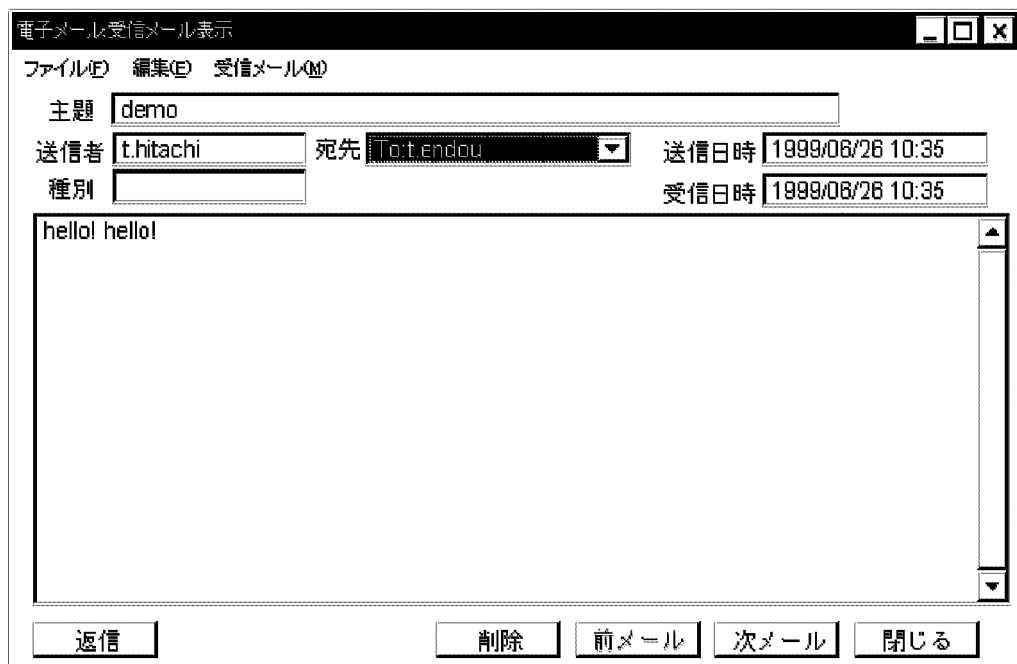 電子メール:受信メール表示
ファイル(F) 編集(E) 受信メール(M)
主題 demo
送信者 t.hitachi 宛先 To:t.endou 送信日時 1999/06/26 10:35
種別 受信日時 1999/06/26 10:35
hello! hello!
返信 削除 前メール 次メール 閉じる